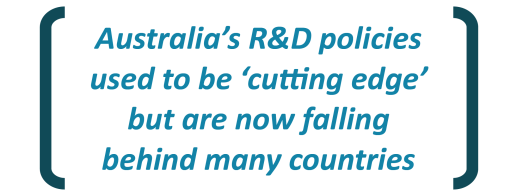 Australia’s R&D policies
used to be ‘cutting edge’
but are now falling
behind many countries